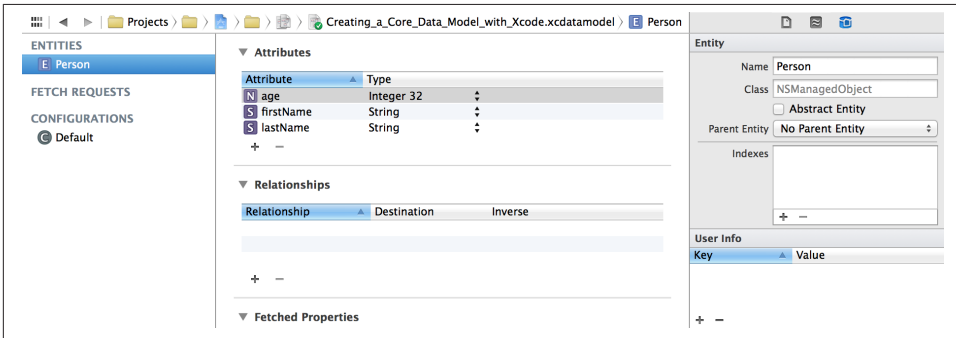 Projects
Creating_a_Core_Data_Model_with_Xcode.xcdatamodel
E Person
ENTITIES
E Person
FETCH REQUESTS
CONFIGURATIONS
C Default
Attributes
Attribute Type
N age Integer 32
S firstName String
S lastName String
+ −
Relationships
Relationship Destination Inverse
+ −
Fetched Properties
Entity
Name Person
Class NSManagedObject
Abstract Entity
Parent Entity No Parent Entity
Indexes
+ −
User Info
Key Value
+ −